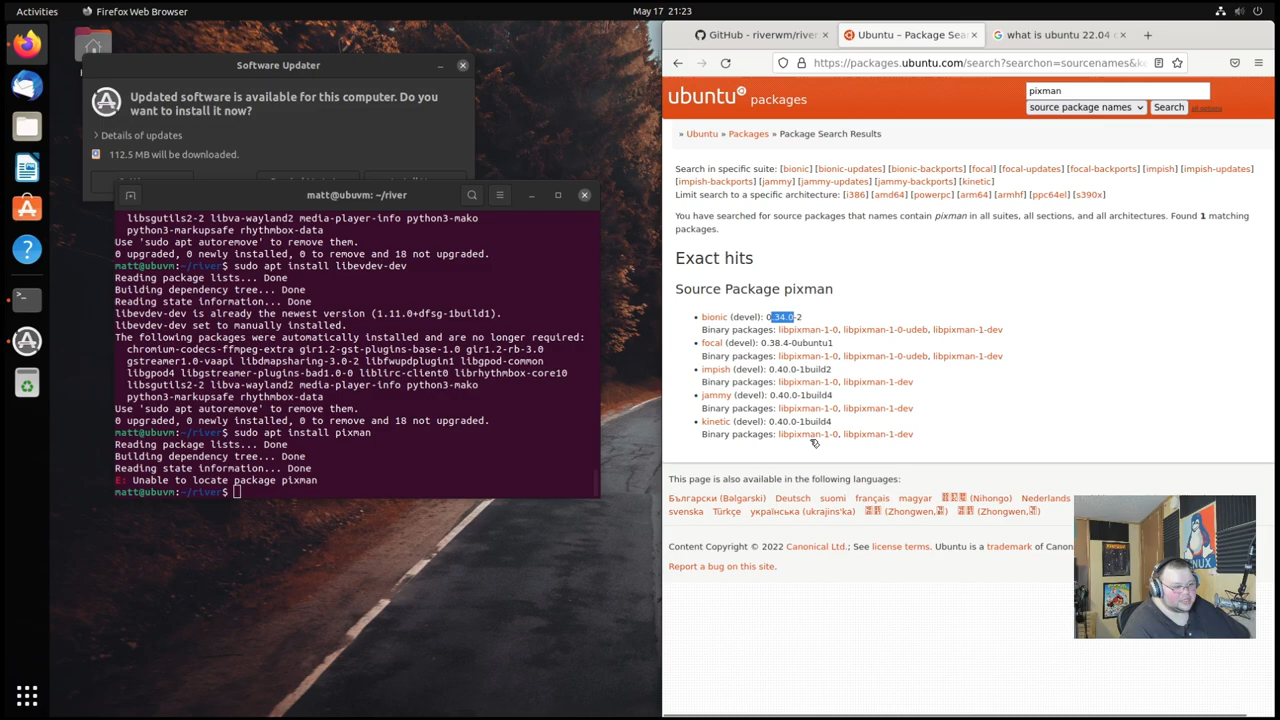 Activities
Firefox Web Browser
May 17 21:23
Software Updater
Updated software is available for this computer. Do you
want to install it now?
Details of updates
112.5 MB will be downloaded.
matt@ubuvm: ~/river
libsgutils2-2 libva-wayland2 media-player-info python3-mako
python3-markupsafe rhythmbox-data
Use 'sudo apt autoremove' to remove them.
0 upgraded, 0 newly installed, 0 to remove and 18 not upgraded.
matt@ubuvm:~/river$ sudo apt install libevdev-dev
Reading package lists... Done
Building dependency tree... Done
Reading state information... Done
libevdev-dev is already the newest version (1.11.0+dfsg-1build1).
libevdev-dev set to manually installed.
The following packages were automatically installed and are no longer required:
chromium-codecs-ffmpeg-extra gir1.2-gst-plugins-base-1.0 gir1.2-rb-3.0
gstreamer1.0-vaapi libdmapsharing-3.0-2 libfwupdplugin1 libgpod-common
libgpod4 libgstreamer-plugins-bad1.0-0 liblirc-client0 librhythmbox-core10
libsgutils2-2 libva-wayland2 media-player-info python3-mako
python3-markupsafe rhythmbox-data
Use 'sudo apt autoremove' to remove them.
0 upgraded, 0 newly installed, 0 to remove and 18 not upgraded.
matt@ubuvm:~/river$ sudo apt install pixman
Reading package lists... Done
Building dependency tree... Done
Reading state information... Done
E: Unable to locate package pixman
matt@ubuvm:~/river$
GitHub - riverwm/river:
Ubuntu – Package Sea
what is ubuntu 22.04 c
https://packages.ubuntu.com/search?searchon=sourcenames&ke
ubuntu packages
pixman
source package names
Search
all options
» Ubuntu » Packages » Package Search Results
Search in specific suite: [bionic] [bionic-updates] [bionic-backports] [focal] [focal-updates] [focal-backports] [impish] [impish-updates]
[impish-backports] [jammy] [jammy-updates] [jammy-backports] [kinetic]
Limit search to a specific architecture: [i386] [amd64] [powerpc] [arm64] [armhf] [ppc64el] [s390x]
You have searched for source packages that names contain pixman in all suites, all sections, and all architectures. Found 1 matching
packages.
Exact hits
Source Package pixman
• bionic (devel): 0.34.0-2
Binary packages: libpixman-1-0, libpixman-1-0-udeb, libpixman-1-dev
• focal (devel): 0.38.4-0ubuntu1
Binary packages: libpixman-1-0, libpixman-1-0-udeb, libpixman-1-dev
• impish (devel): 0.40.0-1build2
Binary packages: libpixman-1-0, libpixman-1-dev
• jammy (devel): 0.40.0-1build4
Binary packages: libpixman-1-0, libpixman-1-dev
• kinetic (devel): 0.40.0-1build4
Binary packages: libpixman-1-0, libpixman-1-dev
This page is also available in the following languages:
Български (Bəlgarski) Deutsch suomi français magyar (Nihongo) Nederlands
svenska Türkçe українська (ukrajins'ka) (Zhongwen, ) (Zhongwen, )
Content Copyright © 2022 Canonical Ltd.; See license terms. Ubuntu is a trademark of Canon
Report a bug on this site.